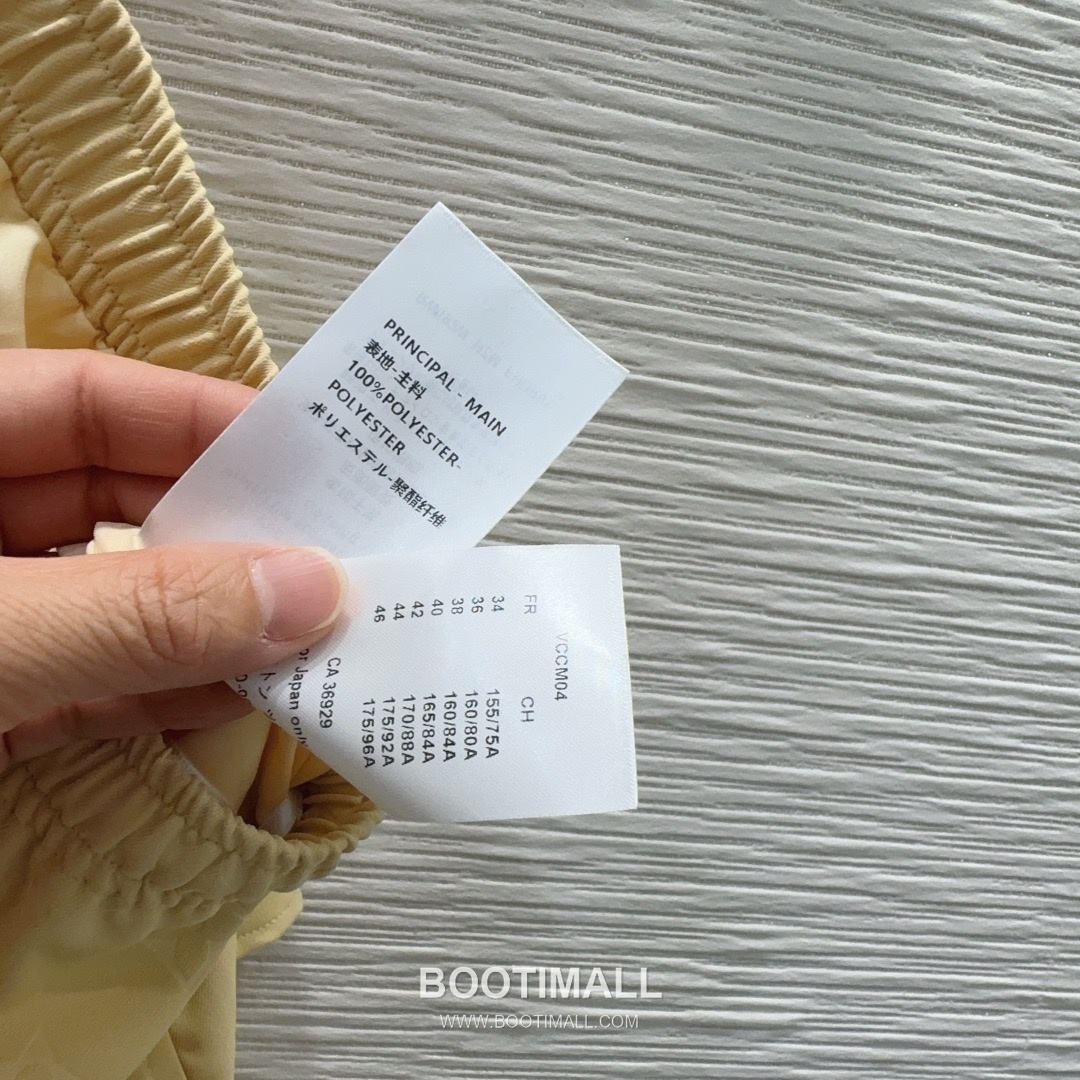 PRINCIPAL - MAIN
表地-主料
100%POLYESTER-
POLYESTER
ポリエステル-聚酯纤维
VCCM04
FR CH
34 155/75A
36 160/80A
38 160/84A
40 165/84A
42 170/88A
44 175/92A
46 175/96A
CA 36929
Japan only
BOOTIMALL
WWW.BOOTIMALL.COM